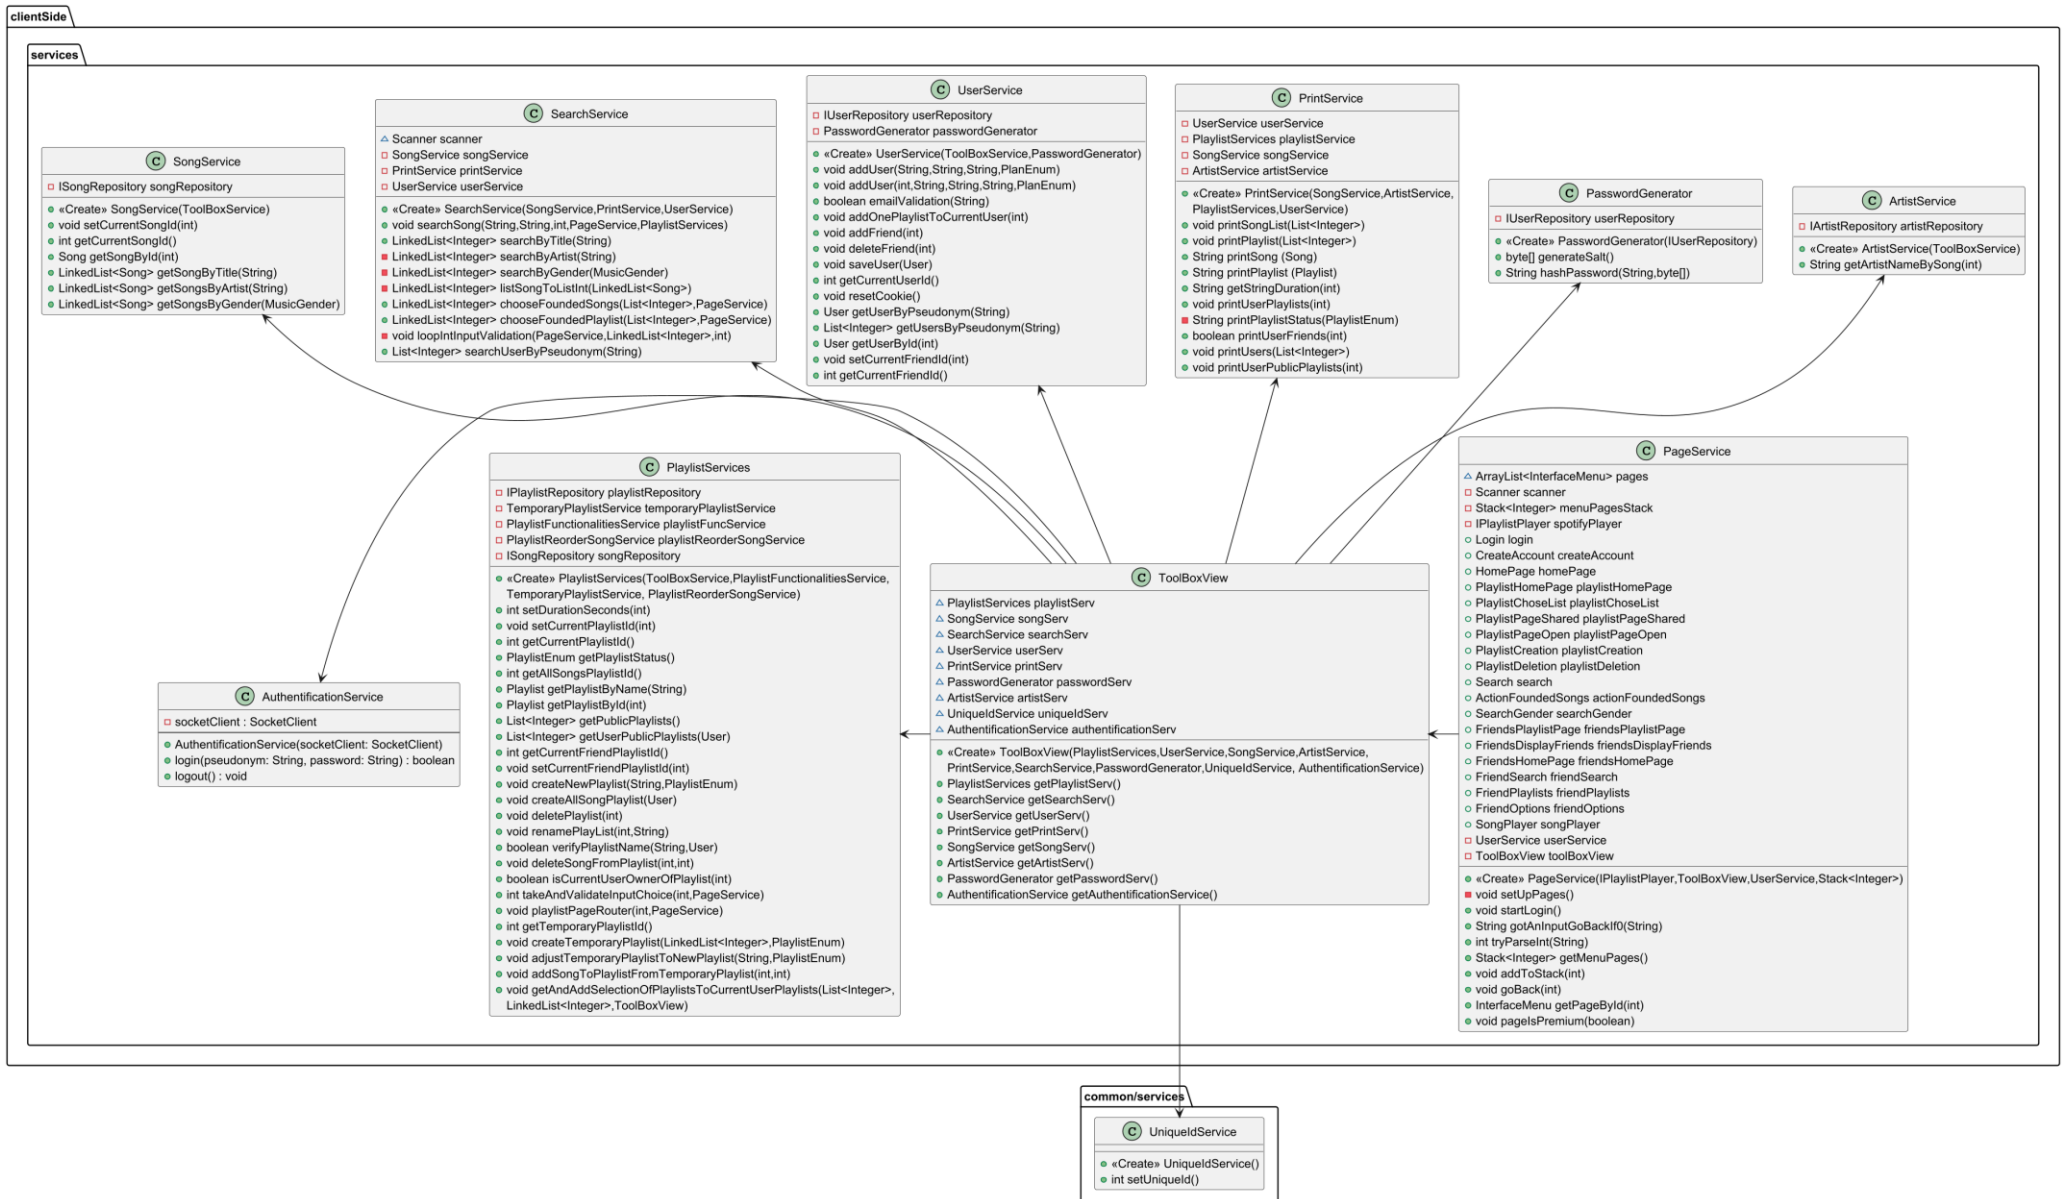 clientSide
services
SongService
ISongRepository songRepository
«Create» SongService(ToolBoxService)
void setCurrentSongId(int)
int getCurrentSongId()
Song getSongById(int)
LinkedList<Song> getSongByTitle(String)
LinkedList<Song> getSongsByArtist(String)
LinkedList<Song> getSongsByGender(MusicGender)
SearchService
Scanner scanner
SongService songService
PrintService printService
UserService userService
«Create» SearchService(SongService,PrintService,UserService)
void searchSong(String,String,int,PageService,PlaylistServices)
LinkedList<Integer> searchByTitle(String)
LinkedList<Integer> searchByArtist(String)
LinkedList<Integer> searchByGender(MusicGender)
LinkedList<Integer> listSongToListInt(LinkedList<Song>)
LinkedList<Integer> chooseFoundedSongs(List<Integer>,PageService)
LinkedList<Integer> chooseFoundedPlaylist(List<Integer>,PageService)
void loopIntInputValidation(PageService,LinkedList<Integer>,int)
List<Integer> searchUserByPseudonym(String)
UserService
IUserRepository userRepository
PasswordGenerator passwordGenerator
«Create» UserService(ToolBoxService,PasswordGenerator)
void addUser(String,String,String,PlanEnum)
void addUser(int,String,String,String,PlanEnum)
boolean emailValidation(String)
void addOnePlaylistToCurrentUser(int)
void addFriend(int)
void deleteFriend(int)
void saveUser(User)
int getCurrentUserId()
void resetCookie()
User getUserByPseudonym(String)
List<Integer> getUsersByPseudonym(String)
User getUserById(int)
void setCurrentFriendId(int)
int getCurrentFriendId()
PrintService
UserService userService
PlaylistServices playlistService
SongService songService
ArtistService artistService
«Create» PrintService(SongService,ArtistService,
PlaylistServices,UserService)
void printSongList(List<Integer>)
void printPlaylist(List<Integer>)
String printSong (Song)
String printPlaylist (Playlist)
String getStringDuration(int)
void printUserPlaylists(int)
String printPlaylistStatus(PlaylistEnum)
boolean printUserFriends(int)
void printUsers(List<Integer>)
void printUserPublicPlaylists(int)
PasswordGenerator
IUserRepository userRepository
«Create» PasswordGenerator(IUserRepository)
byte[] generateSalt()
String hashPassword(String,byte[])
ArtistService
IArtistRepository artistRepository
«Create» ArtistService(ToolBoxService)
String getArtistNameBySong(int)
AuthentificationService
socketClient : SocketClient
AuthentificationService(socketClient: SocketClient)
login(pseudonym: String, password: String) : boolean
logout() : void
PlaylistServices
IPlaylistRepository playlistRepository
TemporaryPlaylistService temporaryPlaylistService
PlaylistFunctionalitiesService playlistFuncService
PlaylistReorderSongService playlistReorderSongService
ISongRepository songRepository
«Create» PlaylistServices(ToolBoxService,PlaylistFunctionalitiesService,
TemporaryPlaylistService, PlaylistReorderSongService)
int setDurationSeconds(int)
void setCurrentPlaylistId(int)
int getCurrentPlaylistId()
PlaylistEnum getPlaylistStatus()
int getAllSongsPlaylistId()
Playlist getPlaylistByName(String)
Playlist getPlaylistById(int)
List<Integer> getPublicPlaylists()
List<Integer> getUserPublicPlaylists(User)
int getCurrentFriendPlaylistId()
void setCurrentFriendPlaylistId(int)
void createNewPlaylist(String,PlaylistEnum)
void createAllSongPlaylist(User)
void deletePlaylist(int)
void renamePlayList(int,String)
boolean verifyPlaylistName(String,User)
void deleteSongFromPlaylist(int,int)
boolean isCurrentUserOwnerOfPlaylist(int)
int takeAndValidateInputChoice(int,PageService)
void playlistPageRouter(int,PageService)
int getTemporaryPlaylistId()
void createTemporaryPlaylist(LinkedList<Integer>,PlaylistEnum)
void adjustTemporaryPlaylistToNewPlaylist(String,PlaylistEnum)
void addSongToPlaylistFromTemporaryPlaylist(int,int)
void getAndAddSelectionOfPlaylistsToCurrentUserPlaylists(List<Integer>,
LinkedList<Integer>,ToolBoxView)
ToolBoxView
PlaylistServices playlistServ
SongService songServ
SearchService searchServ
UserService userServ
PrintService printServ
PasswordGenerator passwordServ
ArtistService artistServ
UniqueIdService uniqueIdServ
AuthentificationService authentificationServ
«Create» ToolBoxView(PlaylistServices,UserService,SongService,ArtistService,
PrintService,SearchService,PasswordGenerator,UniqueIdService, AuthentificationService)
PlaylistServices getPlaylistServ()
SearchService getSearchServ()
UserService getUserServ()
PrintService getPrintServ()
SongService getSongServ()
ArtistService getArtistServ()
PasswordGenerator getPasswordServ()
AuthentificationService getAuthentificationService()
PageService
ArrayList<InterfaceMenu> pages
Scanner scanner
Stack<Integer> menuPagesStack
IPlaylistPlayer spotifyPlayer
Login login
CreateAccount createAccount
HomePage homePage
PlaylistHomePage playlistHomePage
PlaylistChoseList playlistChoseList
PlaylistPageShared playlistPageShared
PlaylistPageOpen playlistPageOpen
PlaylistCreation playlistCreation
PlaylistDeletion playlistDeletion
Search search
ActionFoundedSongs actionFoundedSongs
SearchGender searchGender
FriendsPlaylistPage friendsPlaylistPage
FriendsDisplayFriends friendsDisplayFriends
FriendsHomePage friendsHomePage
FriendSearch friendSearch
FriendPlaylists friendPlaylists
FriendOptions friendOptions
SongPlayer songPlayer
UserService userService
ToolBoxView toolBoxView
«Create» PageService(IPlaylistPlayer,ToolBoxView,UserService,Stack<Integer>)
void setUpPages()
void startLogin()
String gotAnInputGoBackIf0(String)
int tryParseInt(String)
Stack<Integer> getMenuPages()
void addToStack(int)
void goBack(int)
InterfaceMenu getPageById(int)
void pageIsPremium(boolean)
common/services
UniqueIdService
«Create» UniqueIdService()
int setUniqueId()